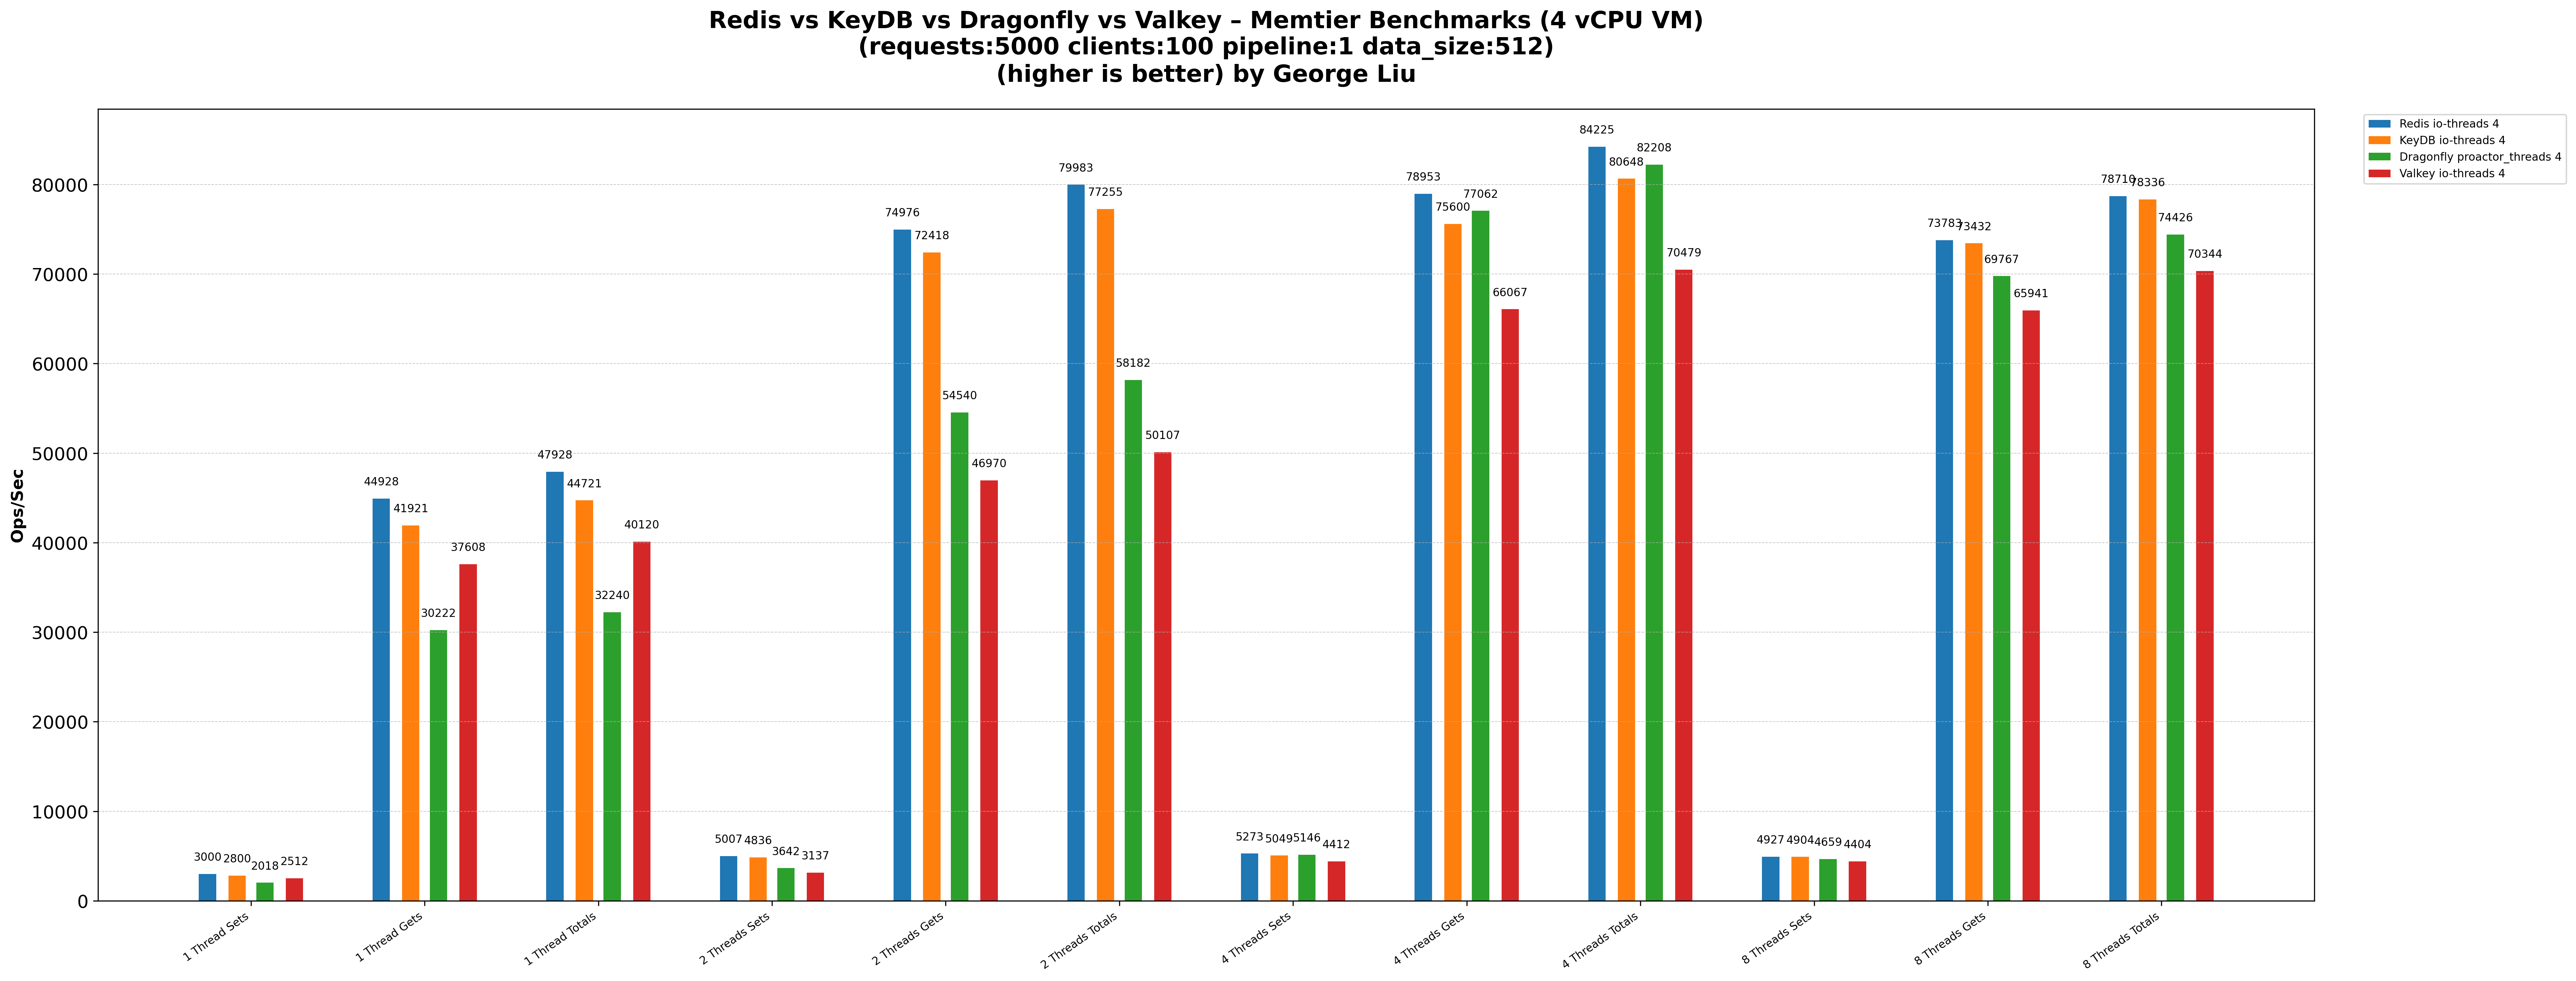 Redis vs KeyDB vs Dragonfly vs Valkey – Memtier Benchmarks (4 vCPU VM)
(requests:5000 clients:100 pipeline:1 data_size:512)
(higher is better) by George Liu
Redis io-threads 4
KeyDB io-threads 4
Dragonfly proactor_threads 4
Valkey io-threads 4
Ops/Sec
80000
70000
60000
50000
40000
30000
20000
10000
0
3000 2800 2018 2512
44928 41921 30222 37608
47928 44721 32240 40120
5007 4836 3642 3137
74976 72418 54540 46970
79983 77255 58182 50107
5273 5049 5146 4412
78953 75600 77062 66067
84225 80648 82208 70479
4927 4904 4659 4404
73783 73432 69767 65941
78710 78336 74426 70344
1 Thread Sets
1 Thread Gets
1 Thread Totals
2 Threads Sets
2 Threads Gets
2 Threads Totals
4 Threads Sets
4 Threads Gets
4 Threads Totals
8 Threads Sets
8 Threads Gets
8 Threads Totals